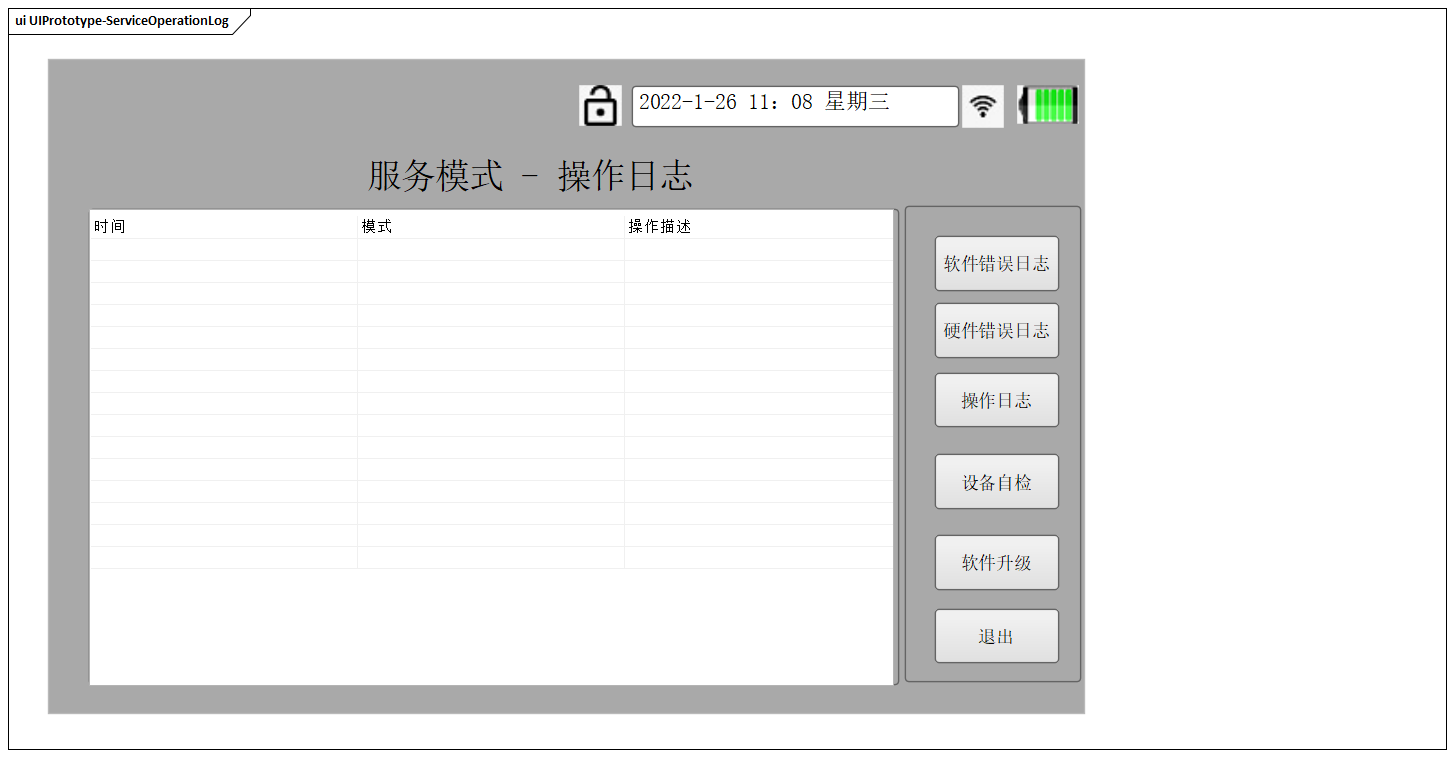 ui UIPrototype-ServiceOperationLog
2022-1-26 11：08 星期三
服务模式 - 操作日志
时间 模式 操作描述
软件错误日志
硬件错误日志
操作日志
设备自检
软件升级
退出